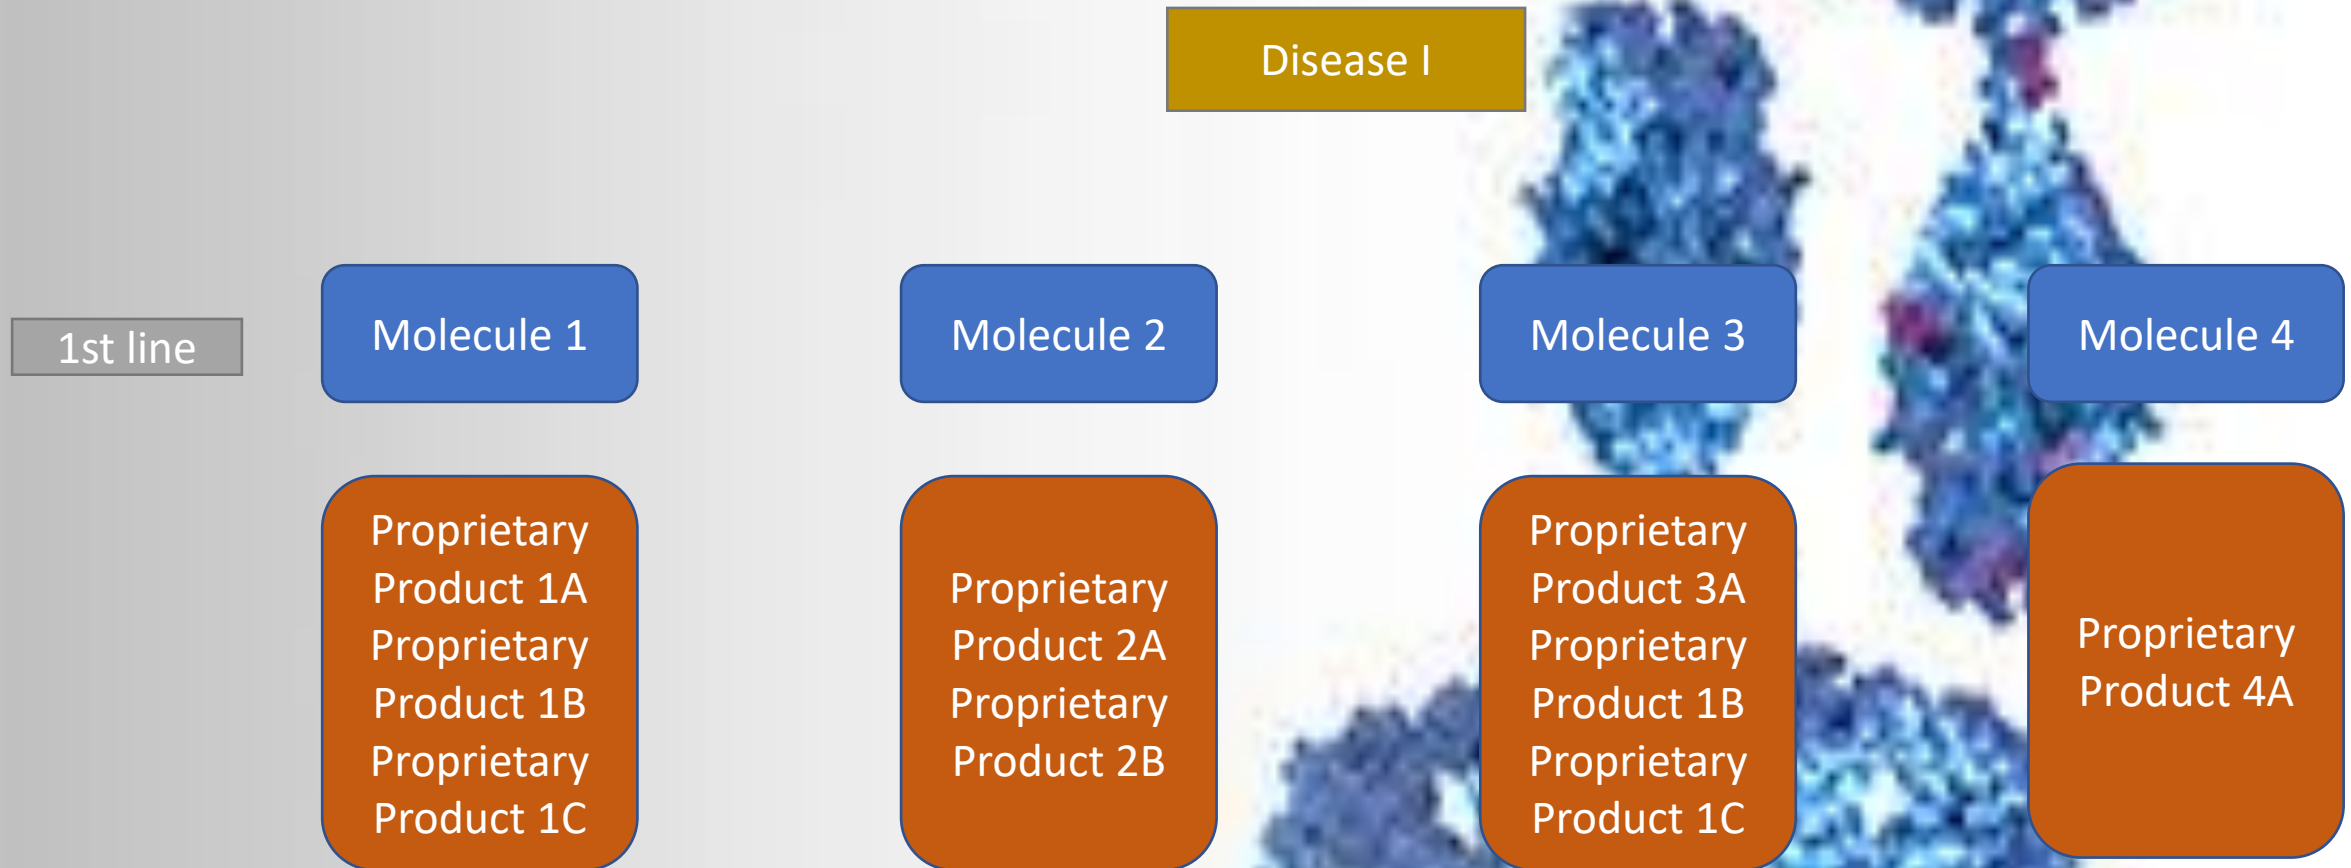 Disease I
1st line
Molecule 1
Molecule 2
Molecule 3
Molecule 4
Proprietary
Product 1A
Proprietary
Product 1B
Proprietary
Product 1C
Proprietary
Product 2A
Proprietary
Product 2B
Proprietary
Product 3A
Proprietary
Product 1B
Proprietary
Product 1C
Proprietary
Product 4A